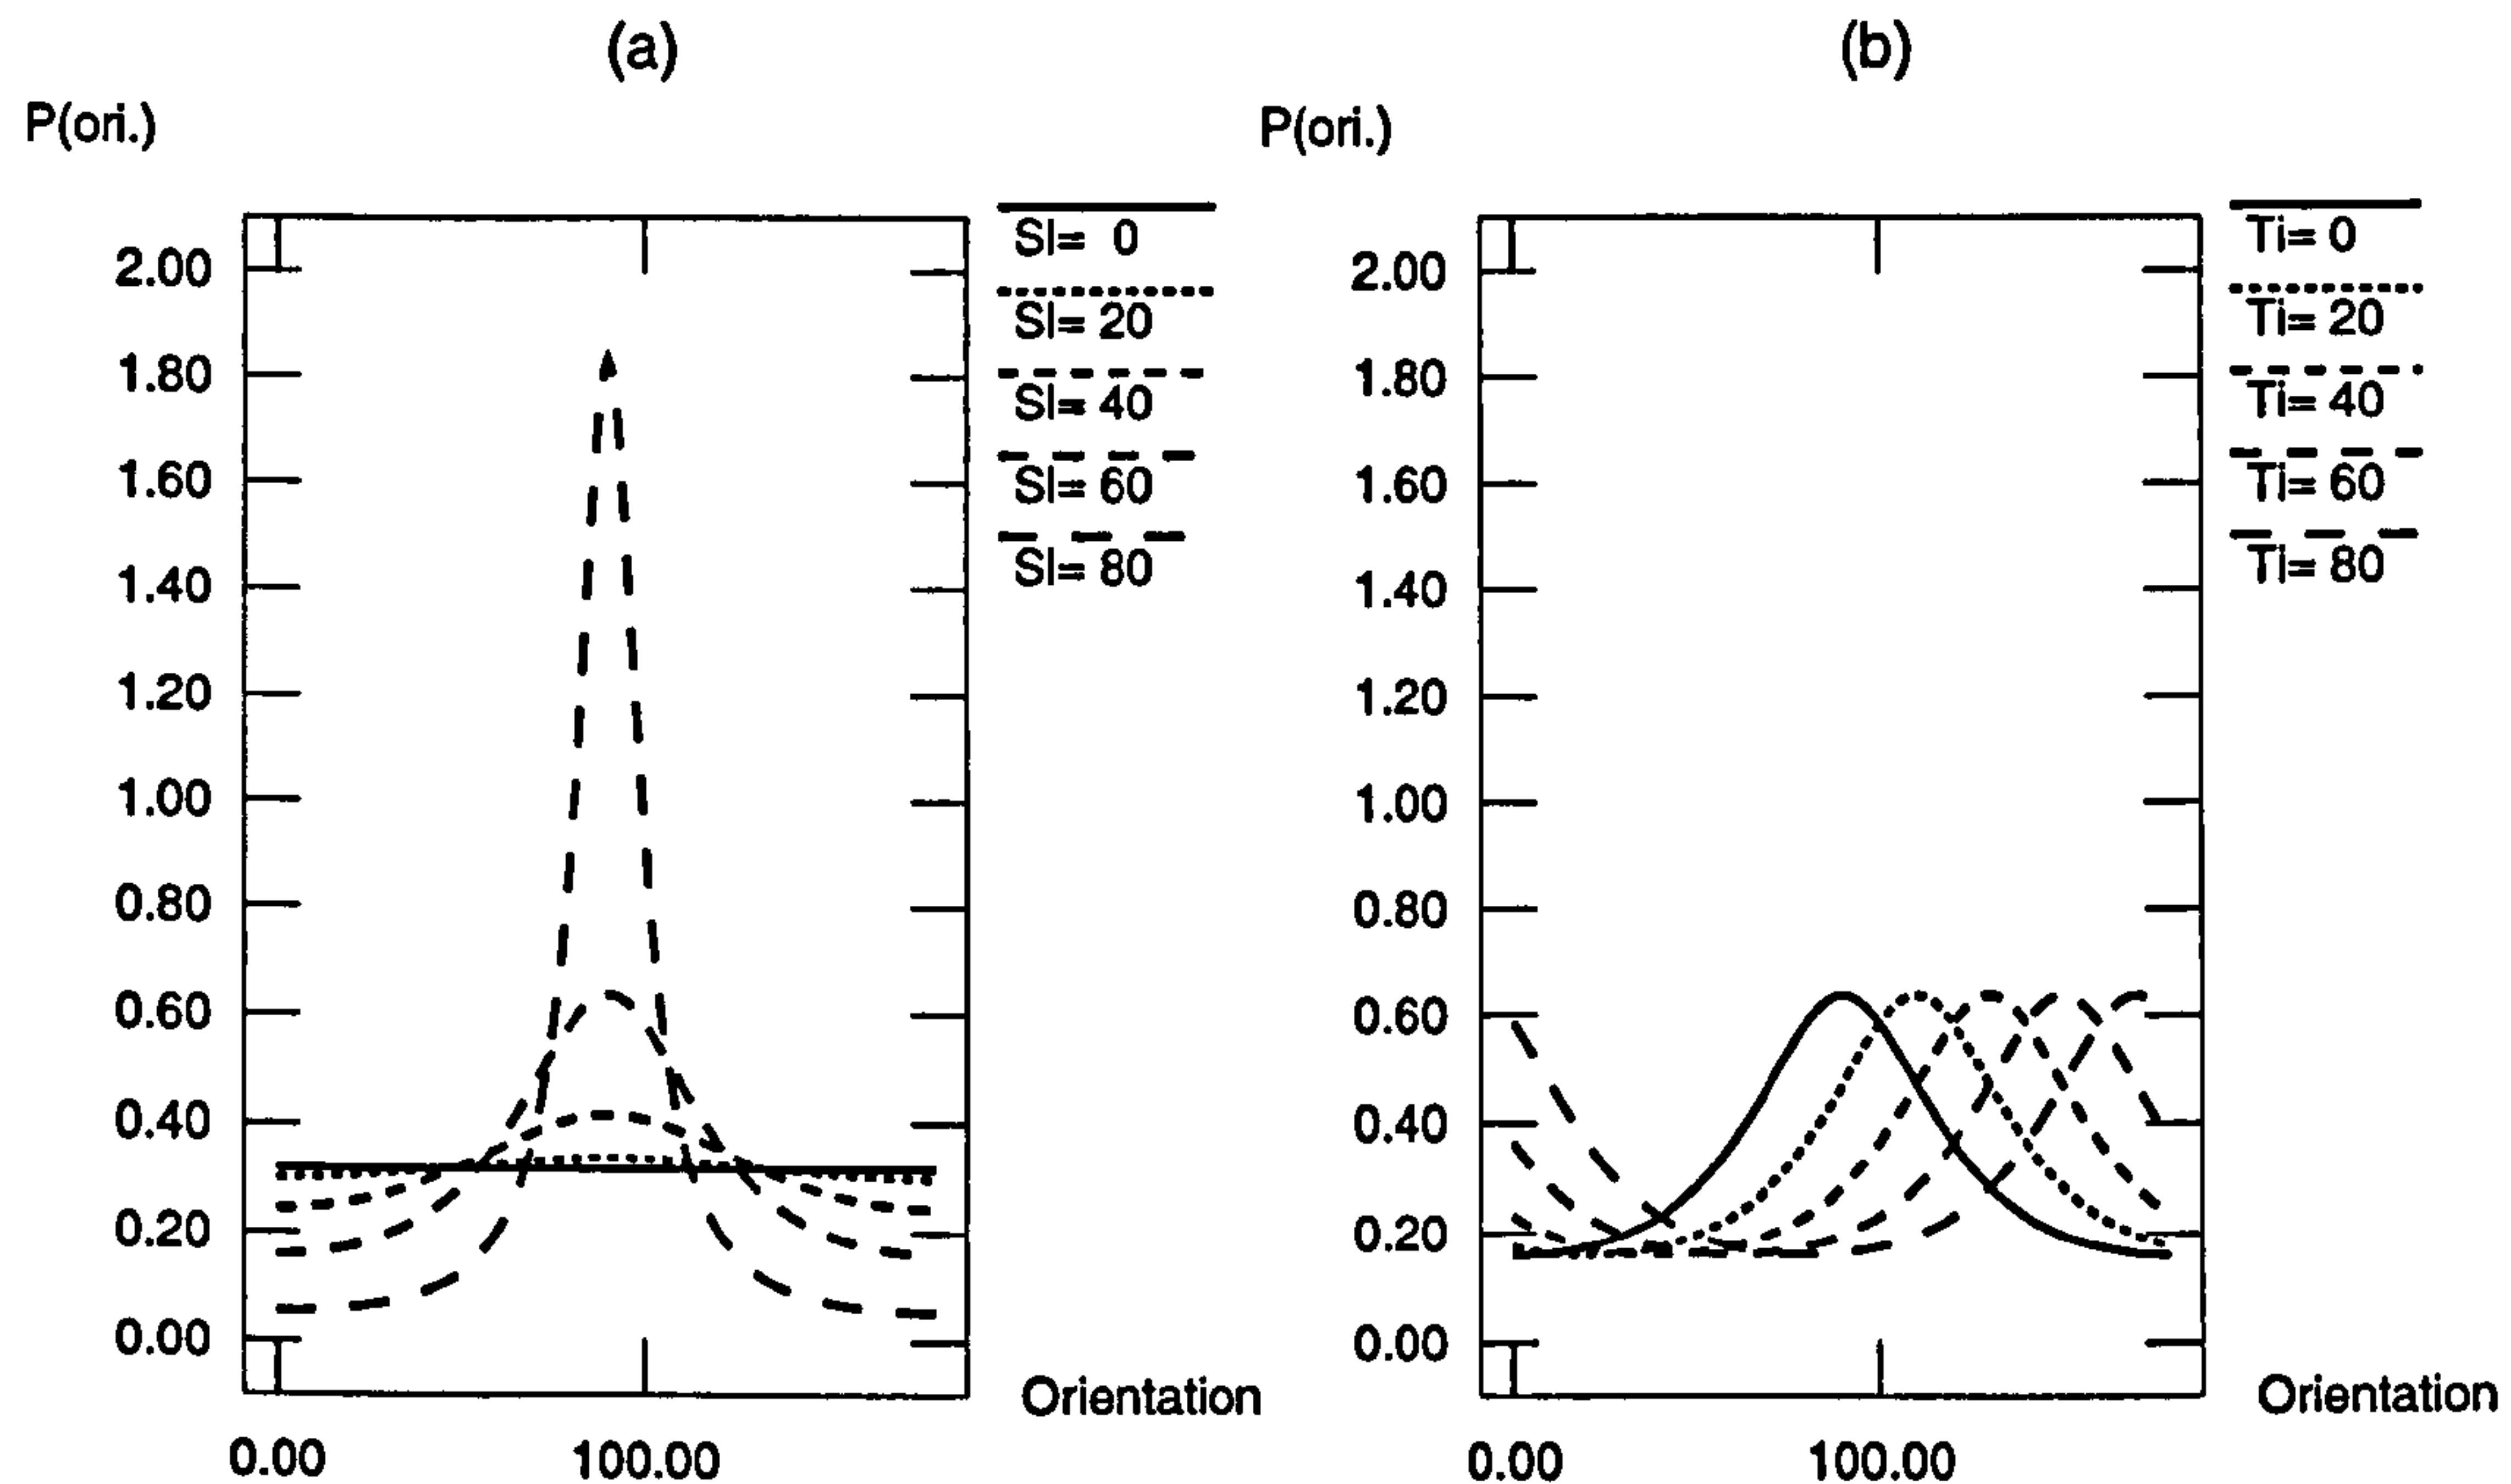 (a)
P(ori.)
2.00
1.80
1.60
1.40
1.20
1.00
0.80
0.60
0.40
0.20
0.00
0.00 100.00
Orientation
Sl= 0
Sl= 20
Sl= 40
Sl= 60
Sl= 80
(b)
P(ori.)
2.00
1.80
1.60
1.40
1.20
1.00
0.80
0.60
0.40
0.20
0.00
0.00 100.00
Orientation
Ti= 0
Ti= 20
Ti= 40
Ti= 60
Ti= 80